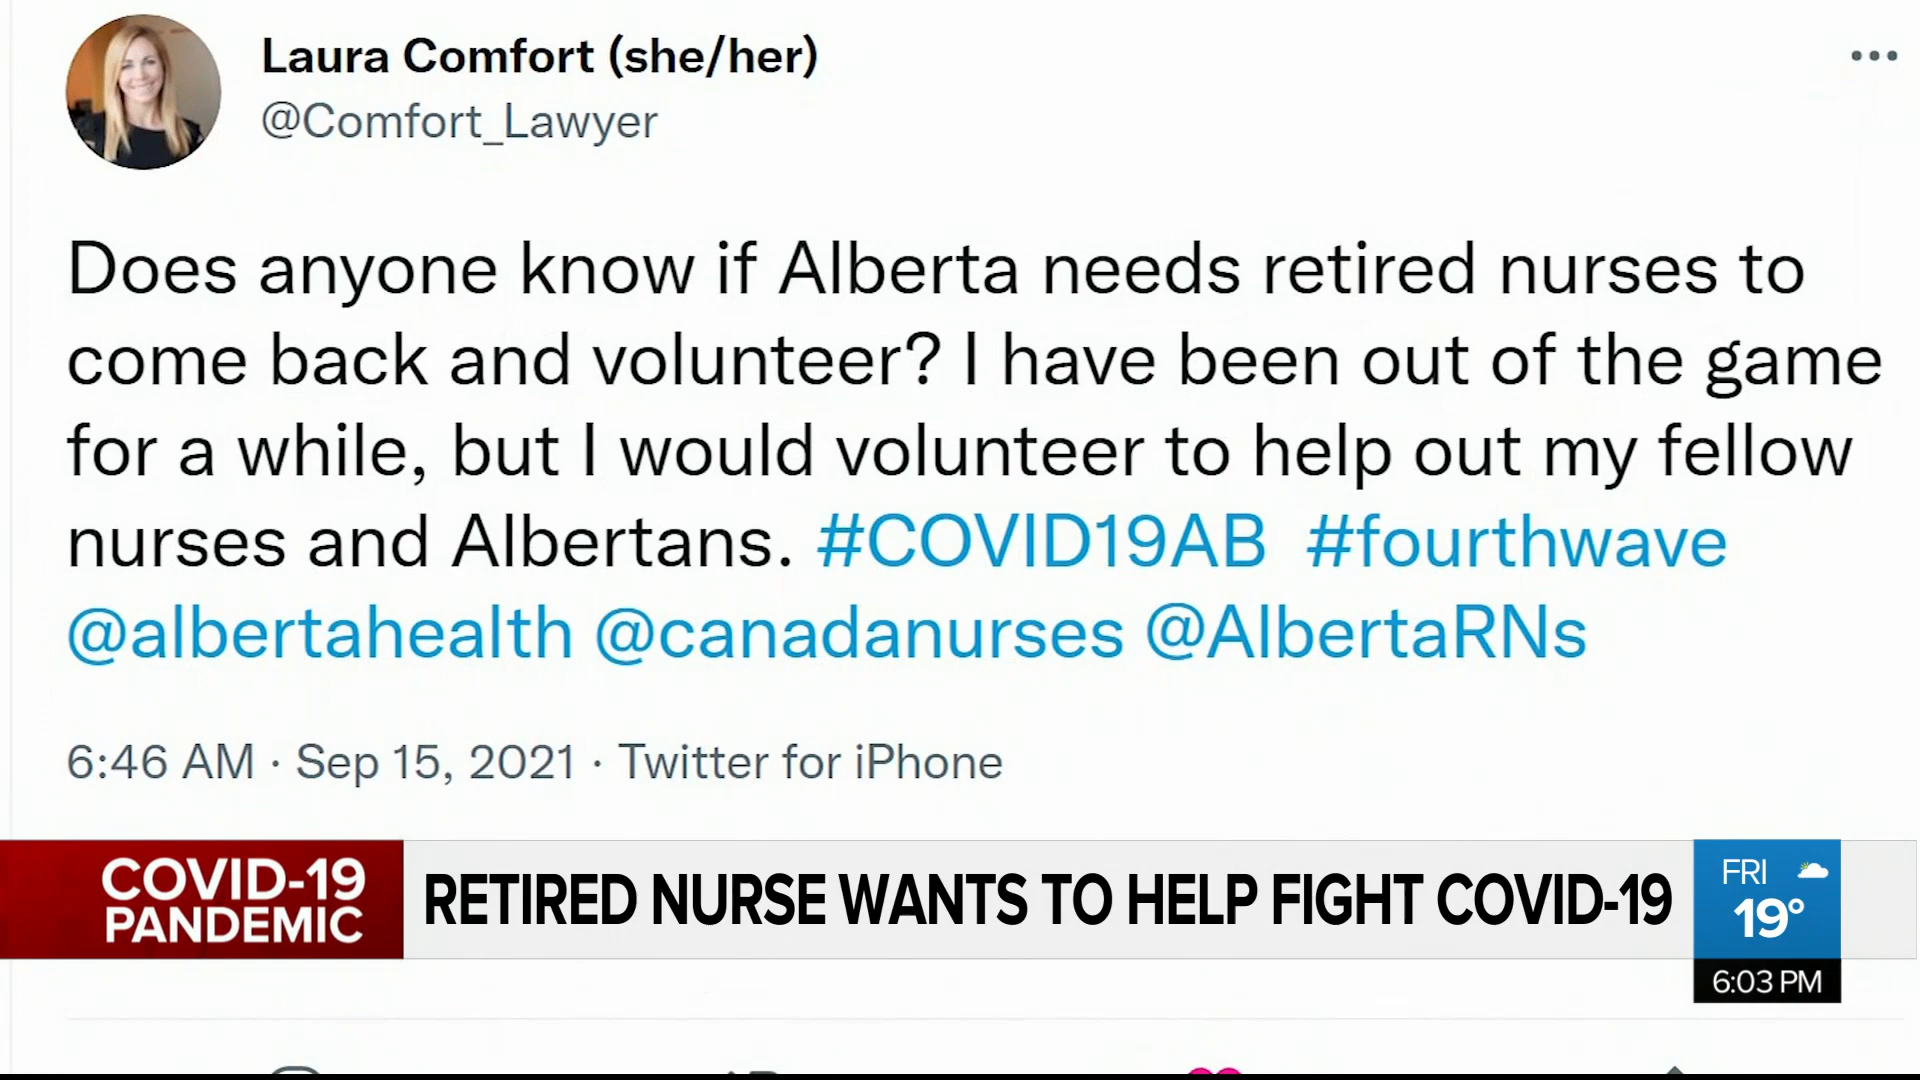 Laura Comfort (she/her)
@Comfort_Lawyer
Does anyone know if Alberta needs retired nurses to
come back and volunteer? I have been out of the game
for a while, but I would volunteer to help out my fellow
nurses and Albertans. #COVID19AB #fourthwave
@albertahealth @canadanurses @AlbertaRNs
6:46 AM · Sep 15, 2021 · Twitter for iPhone
COVID-19
PANDEMIC
RETIRED NURSE WANTS TO HELP FIGHT COVID-19
FRI
19°
6:03 PM